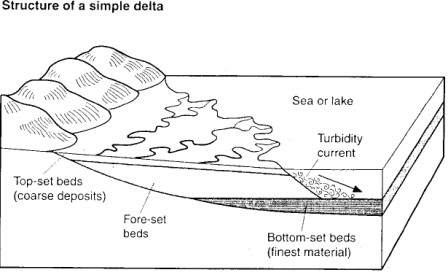 Structure of a simple delta
Sea or lake
Turbidity
current
Top-set beds
(coarse deposits)
Fore-set
beds
Bottom-set beds
(finest material)